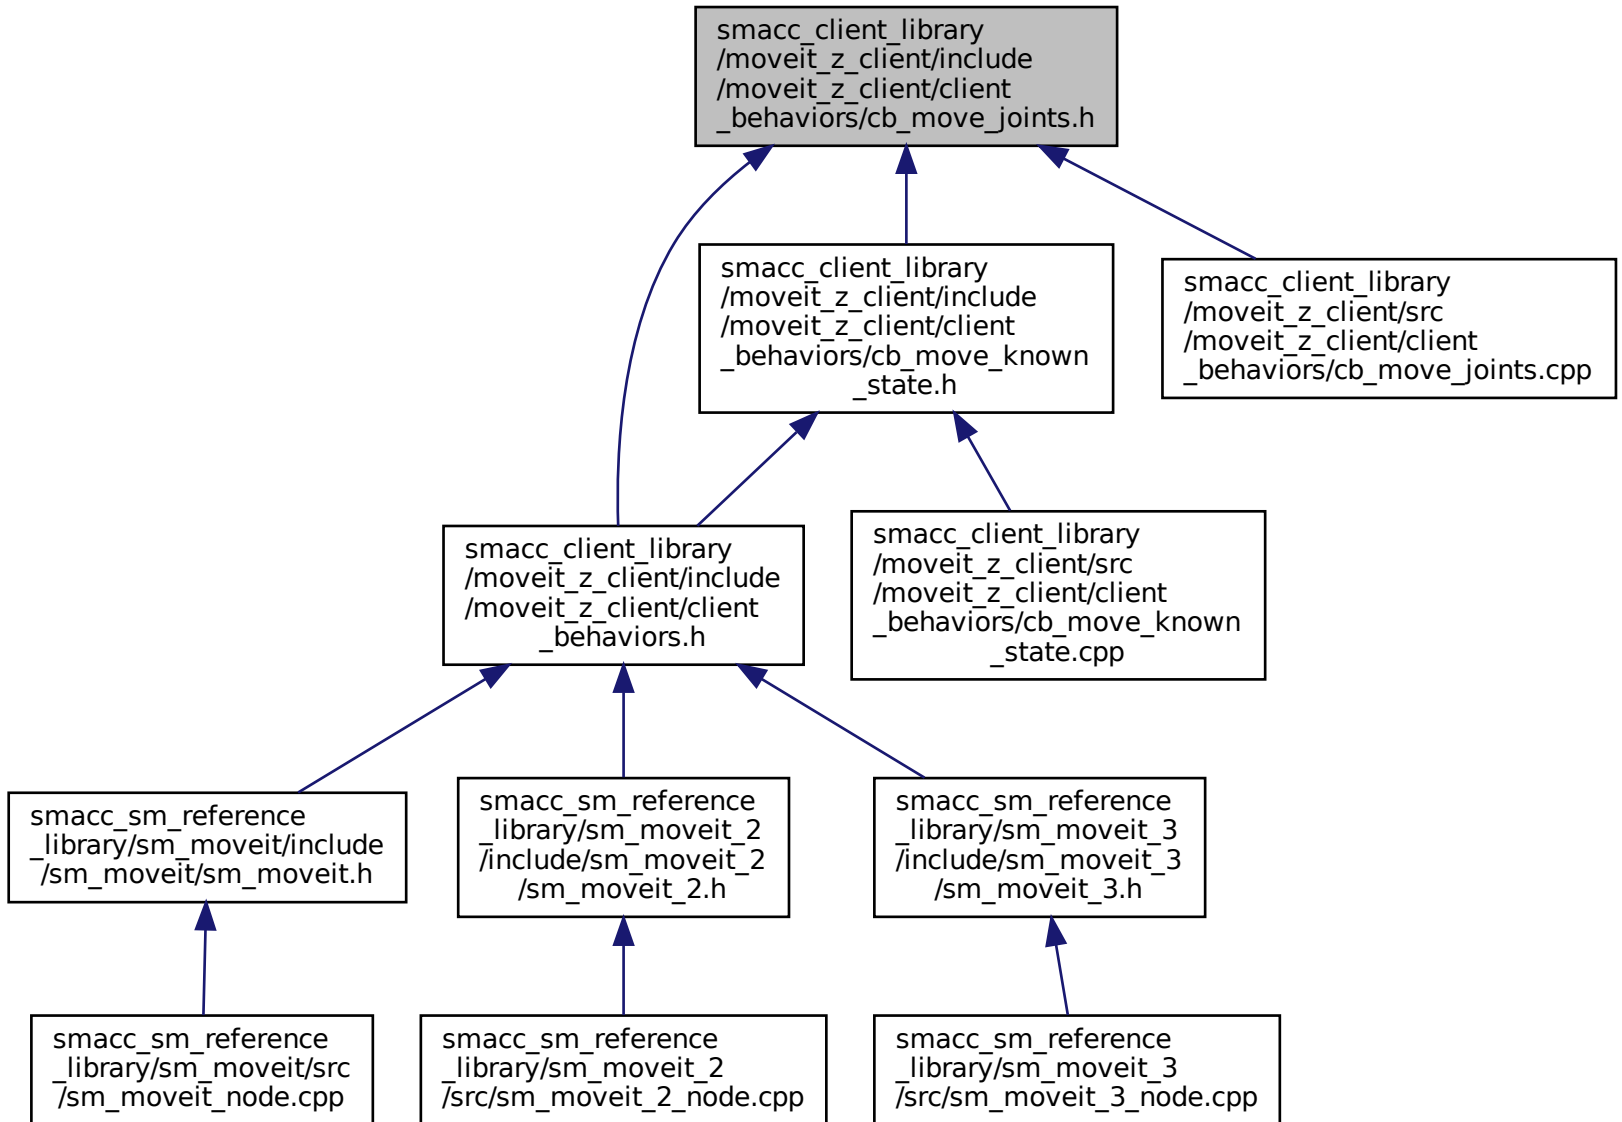 smacc_client_library
/moveit_z_client/include
/moveit_z_client/client
_behaviors/cb_move_joints.h
smacc_client_library
/moveit_z_client/include
/moveit_z_client/client
_behaviors/cb_move_known
_state.h
smacc_client_library
/moveit_z_client/src
/moveit_z_client/client
_behaviors/cb_move_joints.cpp
smacc_client_library
/moveit_z_client/include
/moveit_z_client/client
_behaviors.h
smacc_client_library
/moveit_z_client/src
/moveit_z_client/client
_behaviors/cb_move_known
_state.cpp
smacc_sm_reference
_library/sm_moveit/include
/sm_moveit/sm_moveit.h
smacc_sm_reference
_library/sm_moveit_2
/include/sm_moveit_2
/sm_moveit_2.h
smacc_sm_reference
_library/sm_moveit_3
/include/sm_moveit_3
/sm_moveit_3.h
smacc_sm_reference
_library/sm_moveit/src
/sm_moveit_node.cpp
smacc_sm_reference
_library/sm_moveit_2
/src/sm_moveit_2_node.cpp
smacc_sm_reference
_library/sm_moveit_3
/src/sm_moveit_3_node.cpp